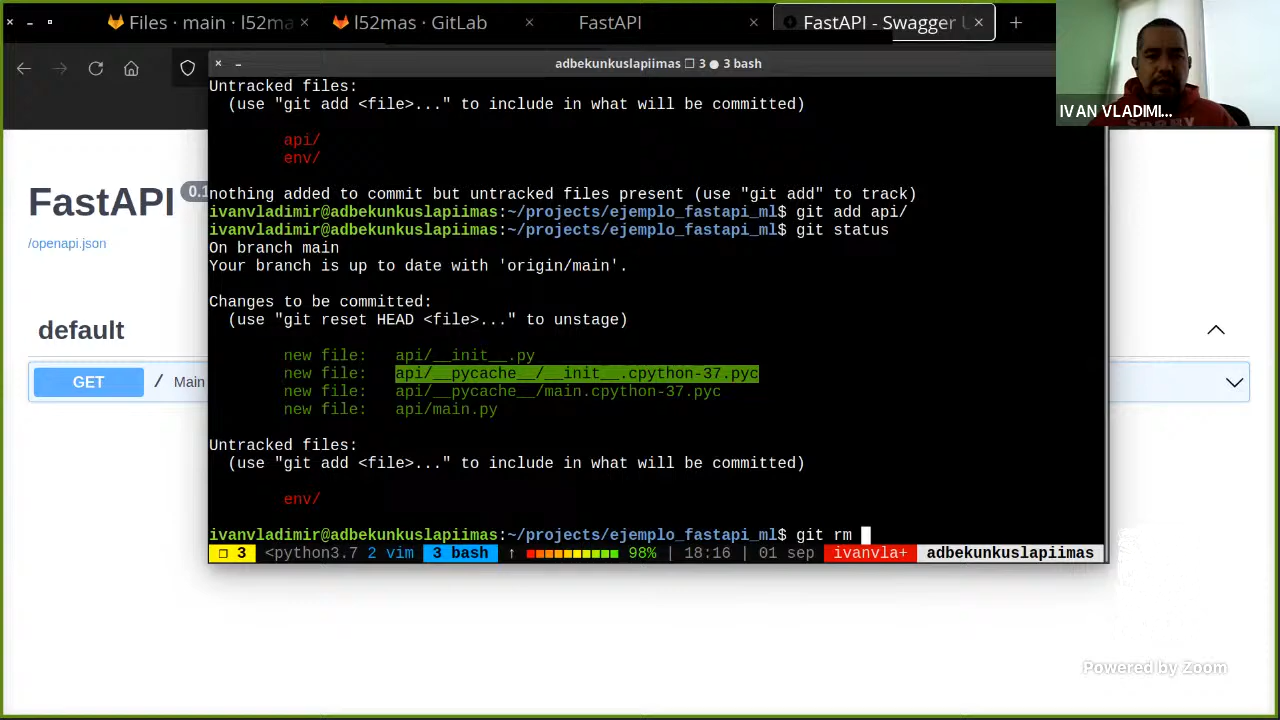 Files · main · l52ma
l52mas · GitLab
FastAPI
FastAPI - Swagger U
IVAN VLADIMI...
adbekunkuslapiimas ❐ 3 ● 3 bash
Untracked files:
(use "git add <file>..." to include in what will be committed)
api/
env/
nothing added to commit but untracked files present (use "git add" to track)
ivanvladimir@adbekunkuslapiimas:~/projects/ejemplo_fastapi_ml$ git add api/
ivanvladimir@adbekunkuslapiimas:~/projects/ejemplo_fastapi_ml$ git status
On branch main
Your branch is up to date with 'origin/main'.
Changes to be committed:
(use "git reset HEAD <file>..." to unstage)
new file:   api/__init__.py
new file:   api/__pycache__/__init__.cpython-37.pyc
new file:   api/__pycache__/main.cpython-37.pyc
new file:   api/main.py
Untracked files:
(use "git add <file>..." to include in what will be committed)
env/
ivanvladimir@adbekunkuslapiimas:~/projects/ejemplo_fastapi_ml$ git rm
❐ 3 <python3.7 2 vim 3 bash ↑ 98% | 18:16 | 01 sep ivanvla+ adbekunkuslapiimas
FastAPI 0.1
/openapi.json
default
GET / Main
Powered by Zoom